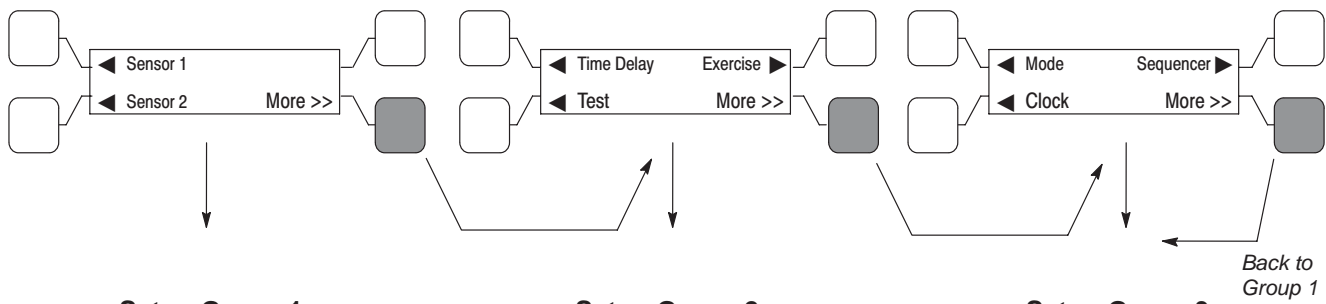 ◀ Sensor 1
◀ Sensor 2 More >>
◀ Time Delay Exercise ▶
◀ Test More >>
◀ Mode Sequencer ▶
◀ Clock More >>
Back to
Group 1